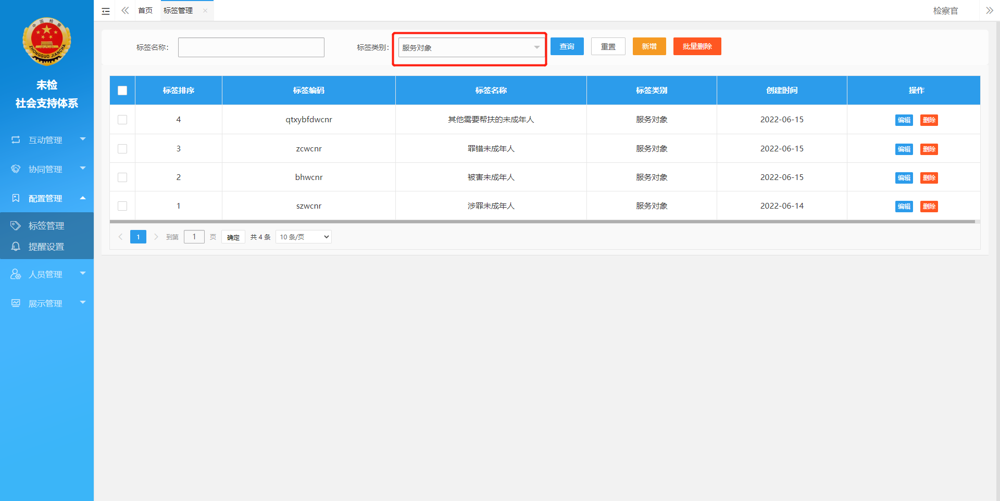 中国检察
ZHONGGUO JIANCHA
未检
社会支持体系
互动管理
协同管理
配置管理
标签管理
提醒设置
人员管理
展示管理
首页
标签管理
检察官
标签名称：
标签类别： 服务对象
查询
重置
新增
批量删除
标签排序 标签编码 标签名称 标签类别 创建时间 操作
4 qtxybfdwcnr 其他需要帮扶的未成年人 服务对象 2022-06-15 编辑 删除
3 zcwcnr 罪错未成年人 服务对象 2022-06-15 编辑 删除
2 bhwcnr 被害未成年人 服务对象 2022-06-15 编辑 删除
1 szwcnr 涉罪未成年人 服务对象 2022-06-14 编辑 删除
1 到第 1 页 确定 共 4 条 10 条/页